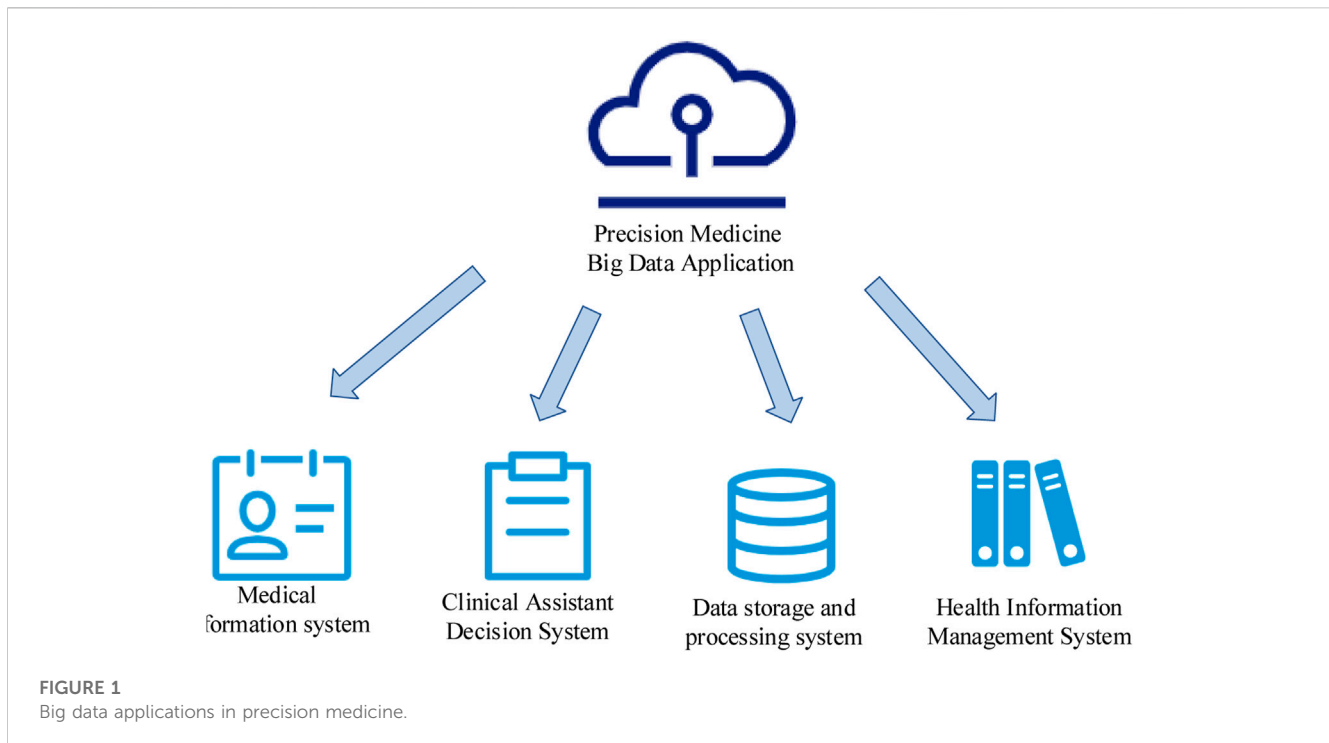 Precision Medicine
Big Data Application
Medical
formation system
Clinical Assistant
Decision System
Data storage and
processing system
Health Information
Management System
FIGURE 1
Big data applications in precision medicine.